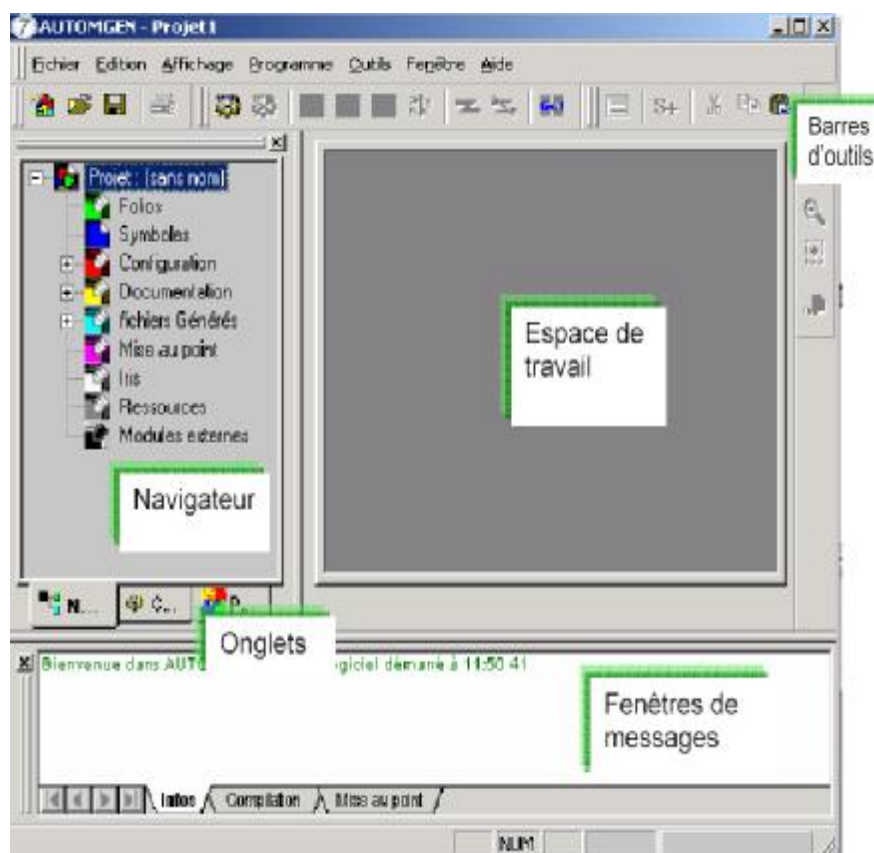 AUTOMGEN - Projet1
Fichier Edition Affichage Programme Outils Fenêtre Aide
S+
Barres
d'outils
Projet : (sans nom)
Folios
Symboles
Configuration
Documentation
fichiers Générés
Mise au point
Iris
Ressources
Modules externes
Espace de
travail
Navigateur
N... C... P...
Onglets
Bienvenue dans AUTO giciel démarré à 11:50 41
Fenêtres de
messages
Infos Compilation Mise au point
NUM